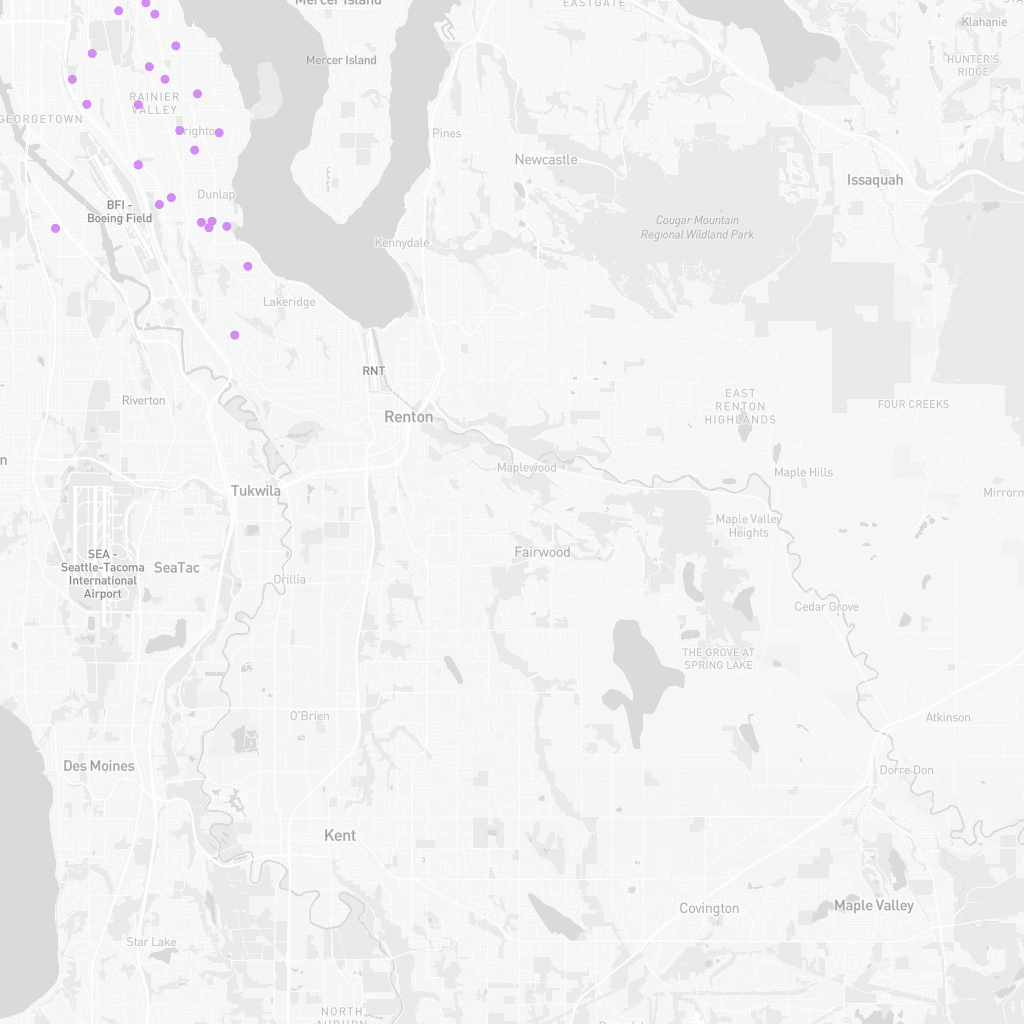 Mercer Island
EASTGATE
Klahanie
Mercer Island
HUNTER'S
RIDGE
RAINIER
VALLEY
GEORGETOWN
Brighton
Pines
Newcastle
Issaquah
Dunlap
BFI -
Boeing Field
Cougar Mountain
Regional Wildland Park
Kennydale
Lakeridge
RNT
Riverton
Renton
EAST
RENTON
HIGHLANDS
FOUR CREEKS
n
Maplewood
Maple Hills
Tukwila
Mirrorm
Maple Valley
Heights
SEA -
Seattle-Tacoma
International
Airport
SeaTac
Fairwood
Orillia
Cedar Grove
THE GROVE AT
SPRING LAKE
O'Brien
Atkinson
Des Moines
Dorre Don
Kent
Covington
Maple Valley
Star Lake
NORTH
AUBURN